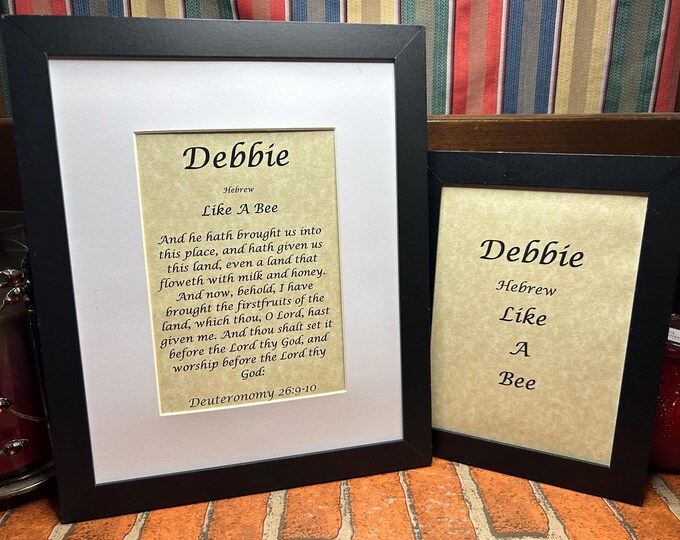 Debbie
Hebrew
Like A Bee
And he hath brought us into
this place, and hath given us
this land, even a land that
floweth with milk and honey.
And now, behold, I have
brought the firstfruits of the
land, which thou, O Lord, hast
given me. And thou shalt set it
before the Lord thy God, and
worship before the Lord thy
God:
Deuteronomy 26:9-10
Debbie
Hebrew
Like
A
Bee